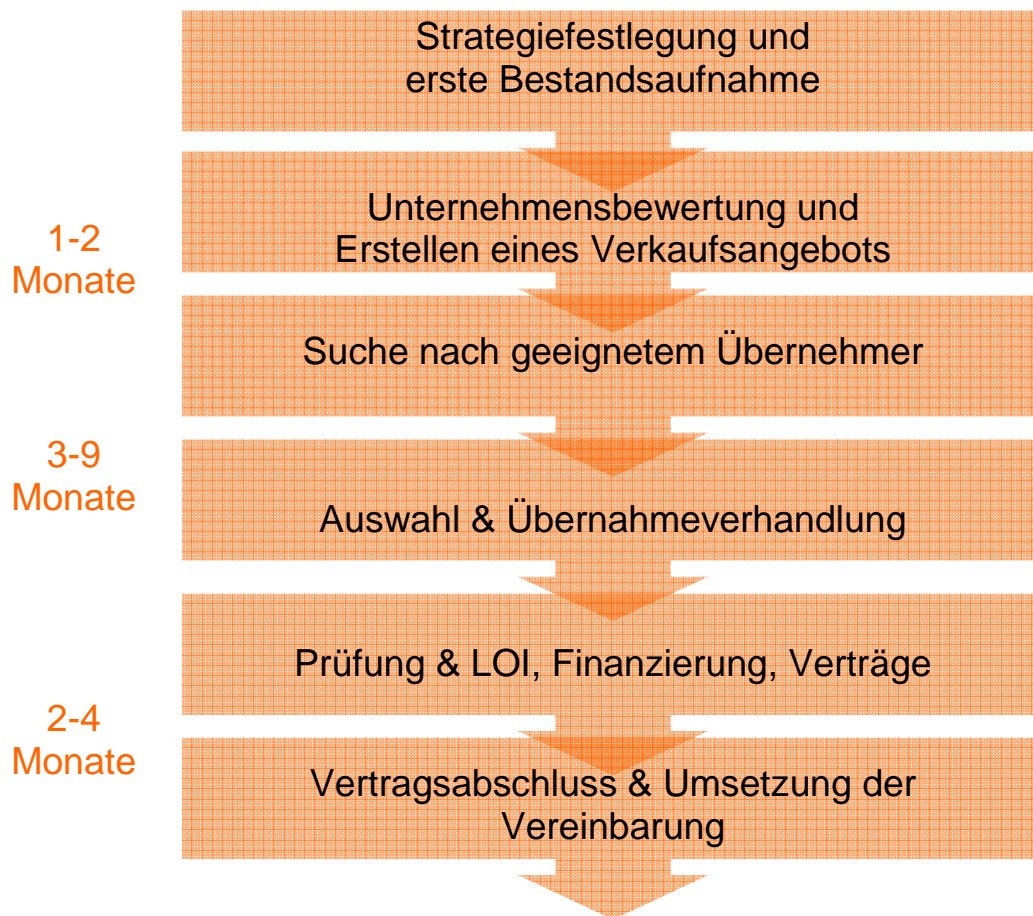 Strategiefestlegung und
erste Bestandsaufnahme
1-2
Monate
Unternehmensbewertung und
Erstellen eines Verkaufsangebots
Suche nach geeignetem Übernehmer
3-9
Monate
Auswahl & Übernahmeverhandlung
Prüfung & LOI, Finanzierung, Verträge
2-4
Monate
Vertragsabschluss & Umsetzung der
Vereinbarung